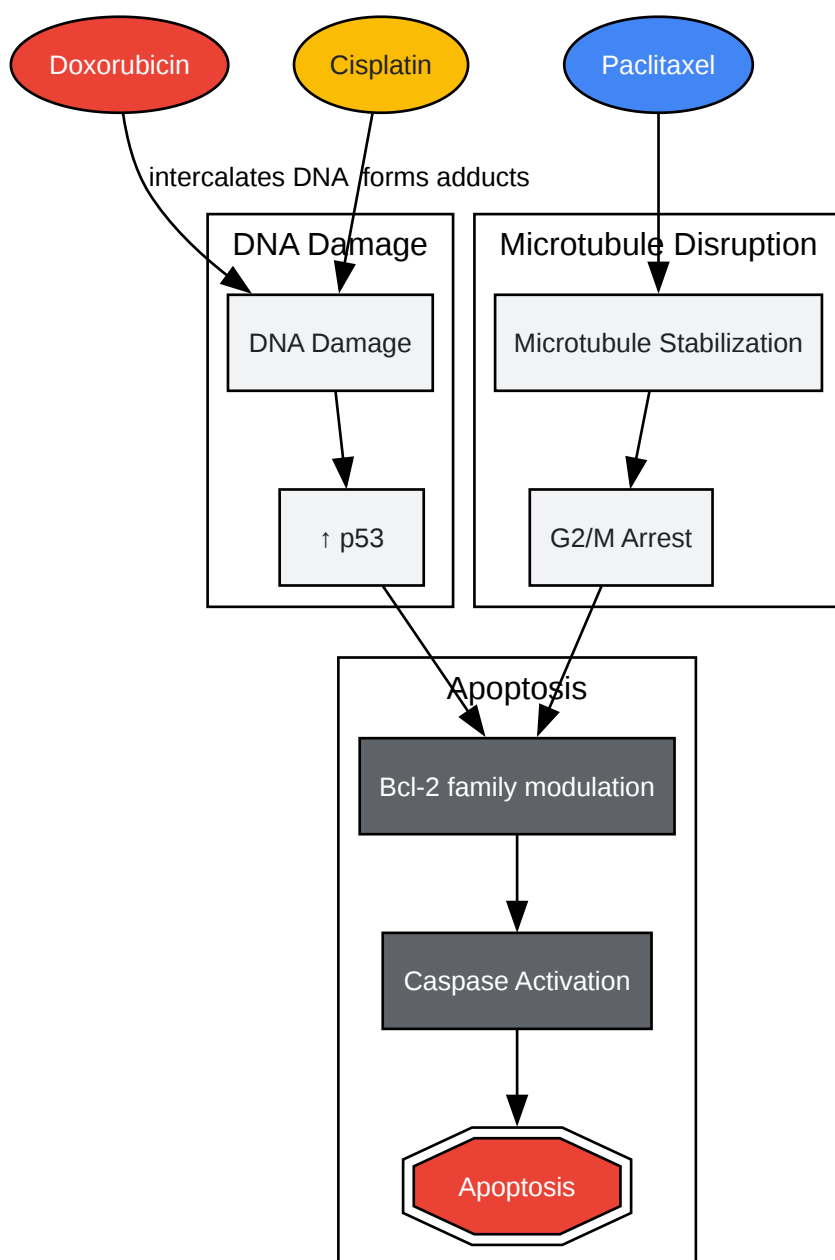 Doxorubicin
Cisplatin
Paclitaxel
intercalates DNA
forms adducts
DNA Damage
Microtubule Disruption
DNA Damage
Microtubule Stabilization
↑ p53
G2/M Arrest
Apoptosis
Bcl-2 family modulation
Caspase Activation
Apoptosis